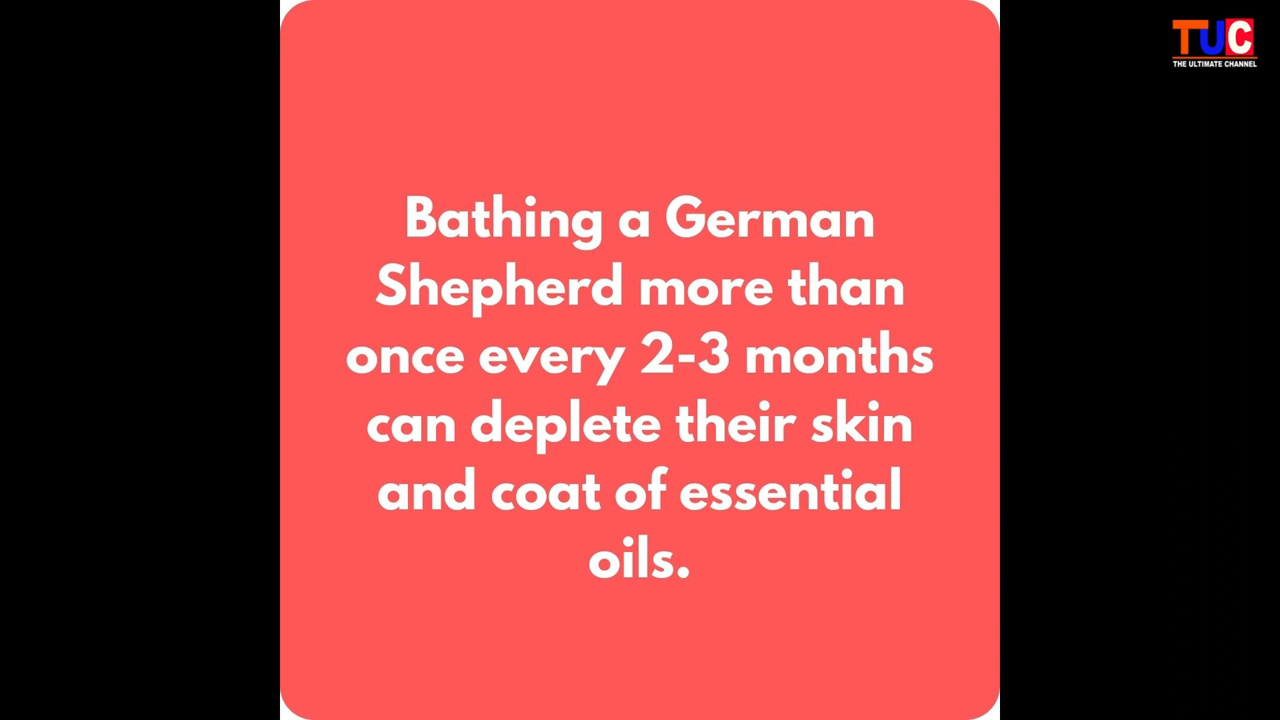 TUC
THE ULTIMATE CHANNEL
Bathing a German
Shepherd more than
once every 2-3 months
can deplete their skin
and coat of essential
oils.